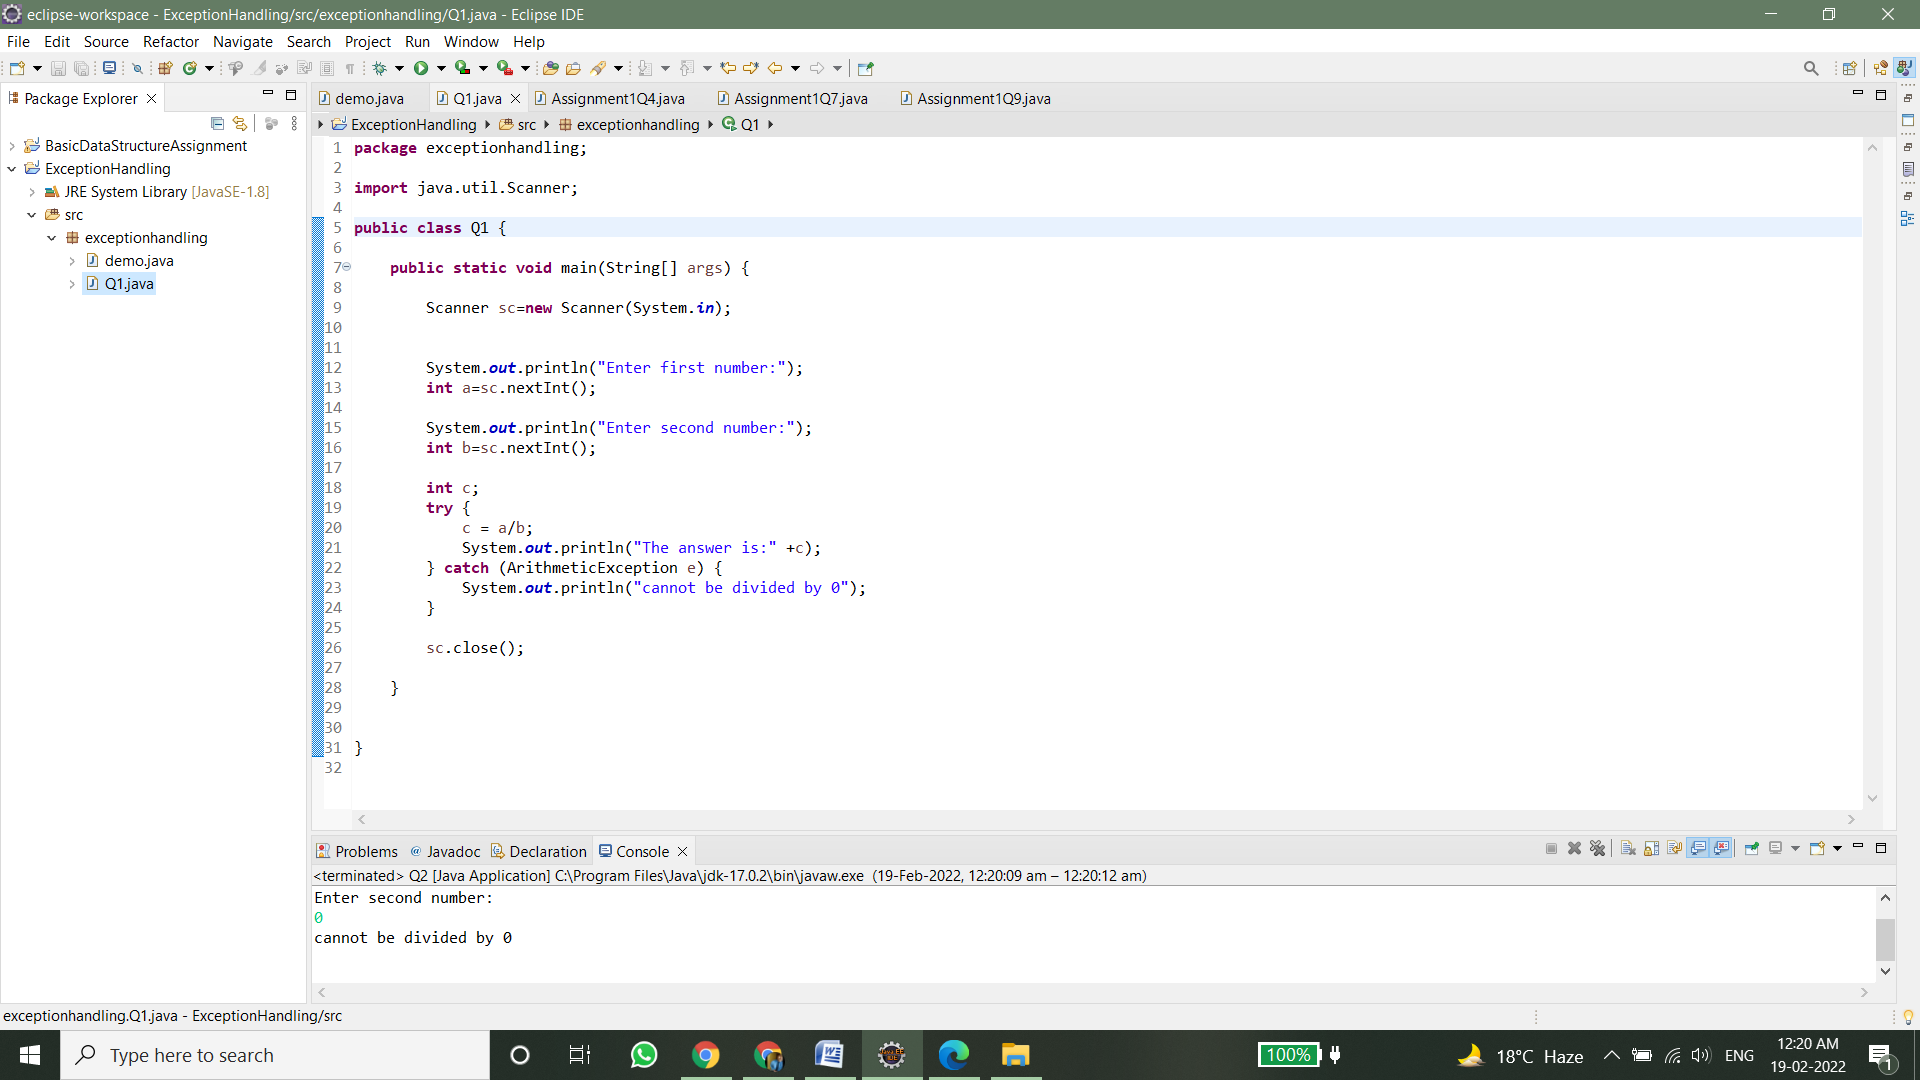 eclipse-workspace - ExceptionHandling/src/exceptionhandling/Q1.java - Eclipse IDE
File Edit Source Refactor Navigate Search Project Run Window Help
Package Explorer
BasicDataStructureAssignment
ExceptionHandling
JRE System Library [JavaSE-1.8]
src
exceptionhandling
demo.java
Q1.java
demo.java Q1.java Assignment1Q4.java Assignment1Q7.java Assignment1Q9.java
ExceptionHandling src exceptionhandling Q1
1 package exceptionhandling;
2
3 import java.util.Scanner;
4
5 public class Q1 {
6
7 public static void main(String[] args) {
8
9 Scanner sc=new Scanner(System.in);
10
11
12 System.out.println("Enter first number:");
13 int a=sc.nextInt();
14
15 System.out.println("Enter second number:");
16 int b=sc.nextInt();
17
18 int c;
19 try {
20 c = a/b;
21 System.out.println("The answer is:" +c);
22 } catch (ArithmeticException e) {
23 System.out.println("cannot be divided by 0");
24 }
25
26 sc.close();
27
28 }
29
30
31 }
32
Problems Javadoc Declaration Console
<terminated> Q2 [Java Application] C:\Program Files\Java\jdk-17.0.2\bin\javaw.exe (19-Feb-2022, 12:20:09 am – 12:20:12 am)
Enter second number:
0
cannot be divided by 0
exceptionhandling.Q1.java - ExceptionHandling/src
Type here to search
100%
18°C Haze
ENG
12:20 AM
19-02-2022
1